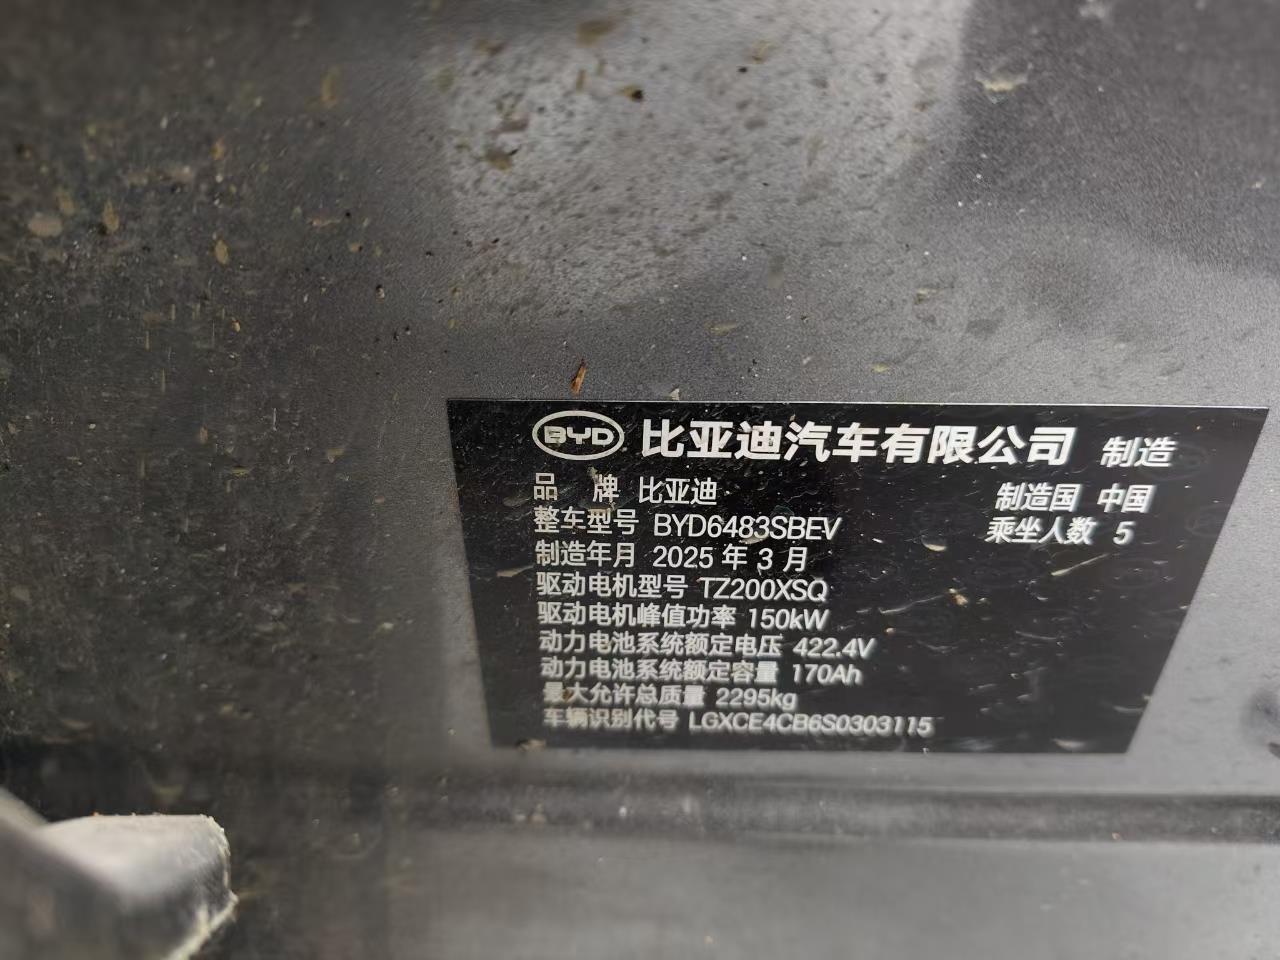 BYD 比亚迪汽车有限公司 制造
品 牌 比亚迪 制造国 中国
整车型号 BYD6483SBEV 乘坐人数 5
制造年月 2025 年 3 月
驱动电机型号 TZ200XSQ
驱动电机峰值功率 150kW
动力电池系统额定电压 422.4V
动力电池系统额定容量 170Ah
最大允许总质量 2295kg
车辆识别代号 LGXCE4CB6S0303115